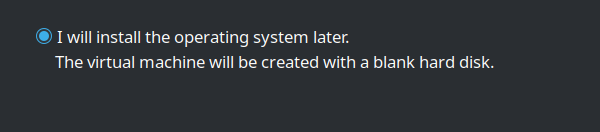 I will install the operating system later.
The virtual machine will be created with a blank hard disk.